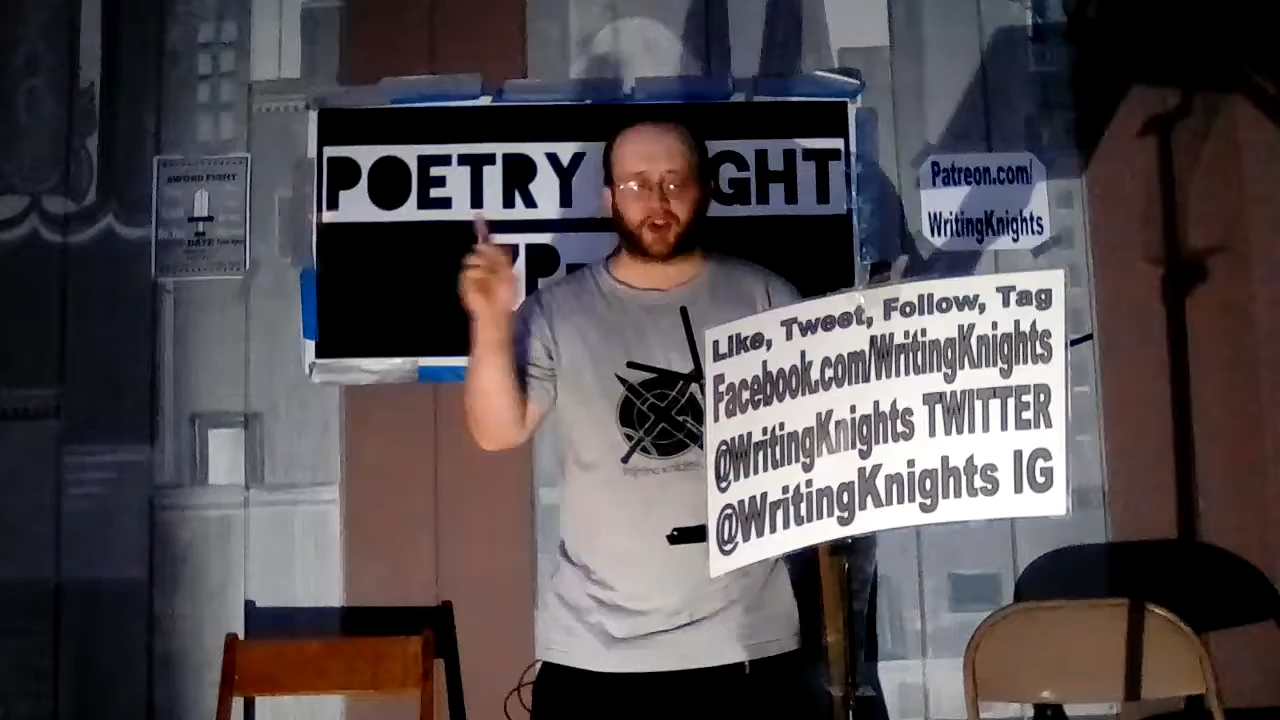 POETRY GHT
7P
SWORD FIGHT
DATE
Patreon.com/
WritingKnights
Like, Tweet, Follow, Tag
Facebook.com/WritingKnights
@WritingKnights TWITTER
@WritingKnights IG